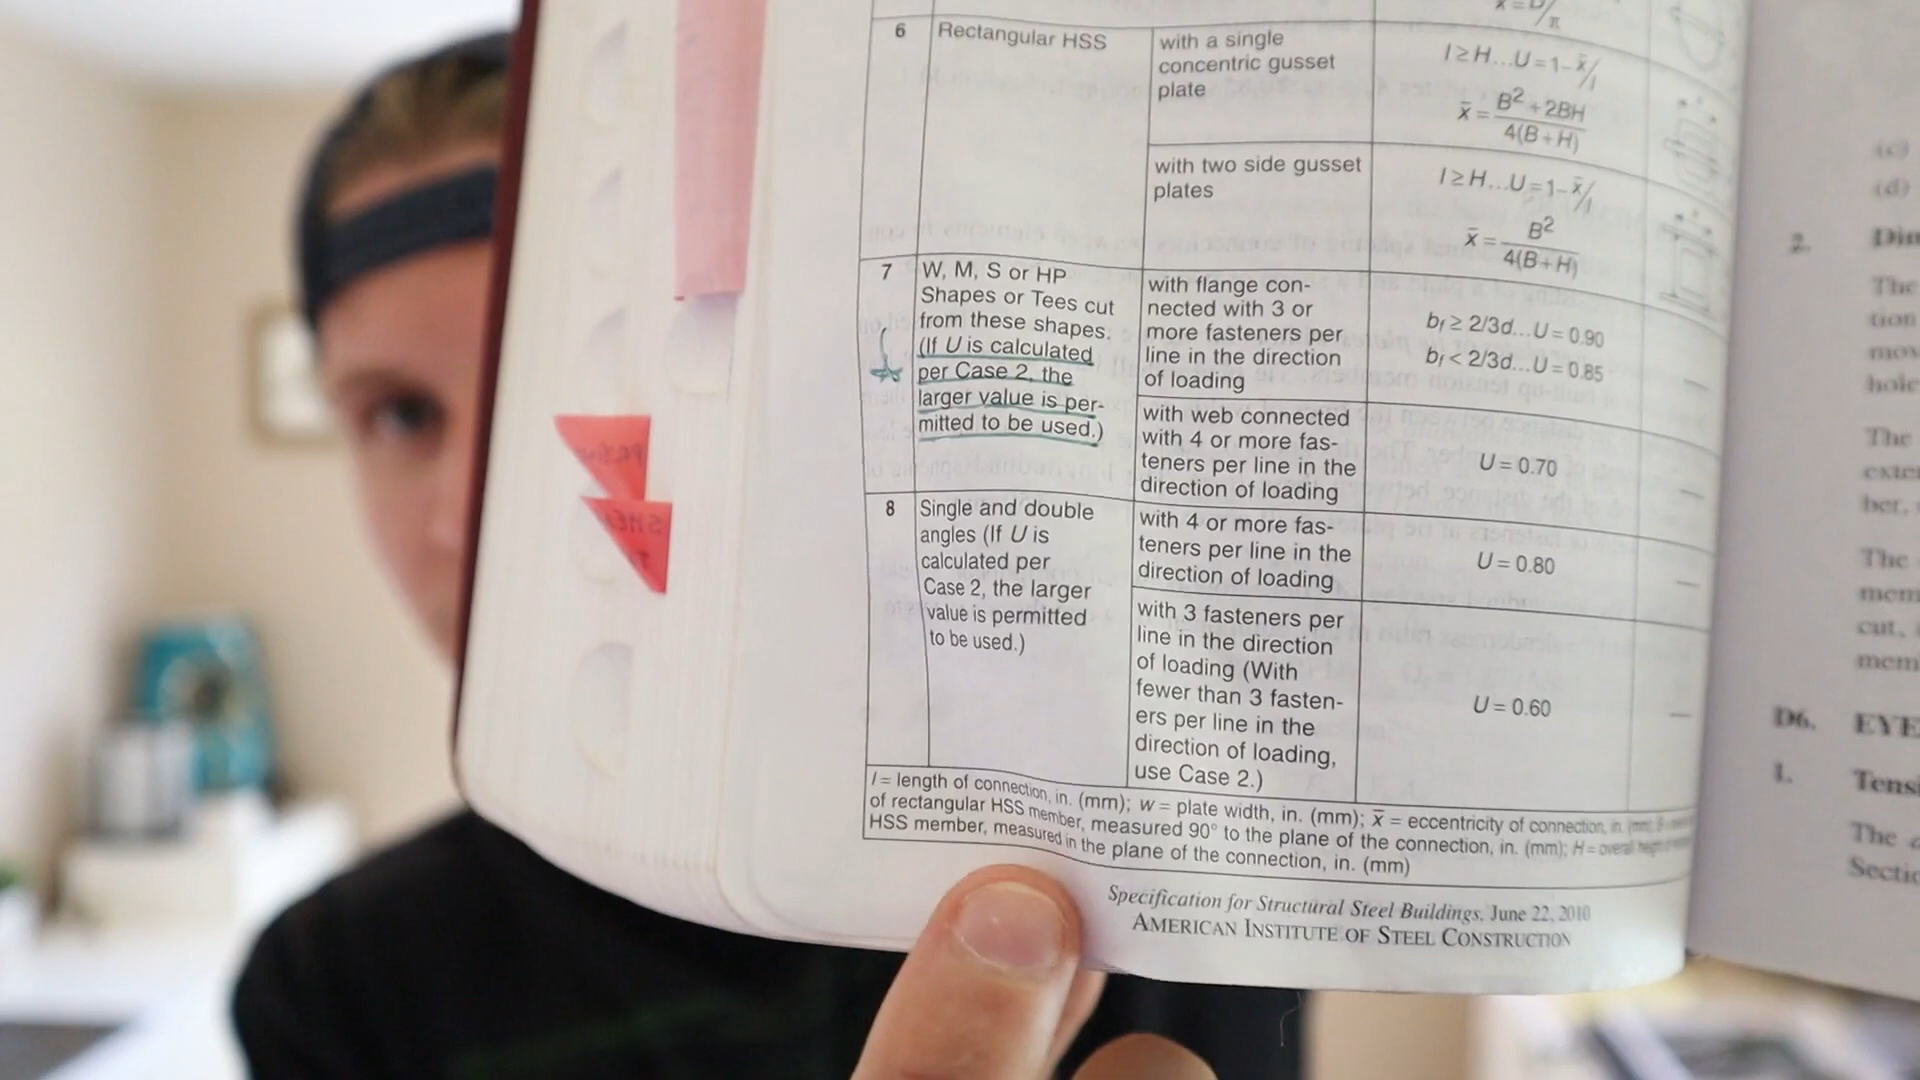 x̄ = D/π
6 Rectangular HSS
with a single
concentric gusset
plate
l ≥ H...U = 1 – x̄/l
x̄ = B² + 2BH / 4(B + H)
with two side gusset
plates
l ≥ H...U = 1 – x̄/l
x̄ = B² / 4(B + H)
7 W, M, S or HP
Shapes or Tees cut
from these shapes.
(If U is calculated
per Case 2, the
larger value is per-
mitted to be used.)
with flange con-
nected with 3 or
more fasteners per
line in the direction
of loading
bf ≥ 2/3d...U = 0.90
bf < 2/3d...U = 0.85
—
with web connected
with 4 or more fas-
teners per line in the
direction of loading
U = 0.70
—
8 Single and double
angles (If U is
calculated per
Case 2, the larger
value is permitted
to be used.)
with 4 or more fas-
teners per line in the
direction of loading
U = 0.80
—
with 3 fasteners per
line in the direction
of loading (With
fewer than 3 fasten-
ers per line in the
direction of loading,
use Case 2.)
U = 0.60
—
l = length of connection, in. (mm); w = plate width, in. (mm); x̄ = eccentricity of connection, in. (mm);
of rectangular HSS member, measured 90° to the plane of the connection, in. (mm); H = overall
HSS member, measured in the plane of the connection, in. (mm)
Specification for Structural Steel Buildings, June 22, 2010
AMERICAN INSTITUTE OF STEEL CONSTRUCTION
(c)
(d)
2.
The
The
The
cut,
D6. EYE
1. Tens
The